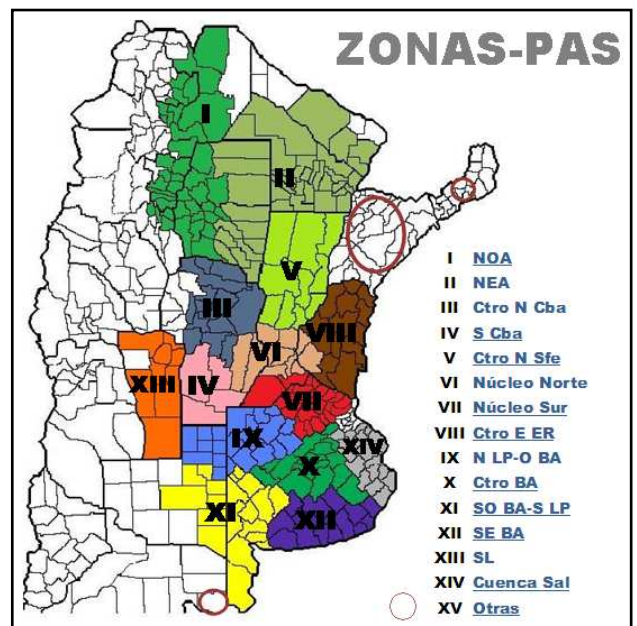 ZONAS-PAS
I
II
V
III
VIII
VI
XIII
IV
VII
IX
XIV
X
XI
XII
I NOA
II NEA
III Ctro N Cba
IV S Cba
V Ctro N Sfe
VI Núcleo Norte
VII Núcleo Sur
VIII Ctro E ER
IX N LP-O BA
X Ctro BA
XI SO BA-S LP
XII SE BA
XIII SL
XIV Cuenca Sal
XV Otras